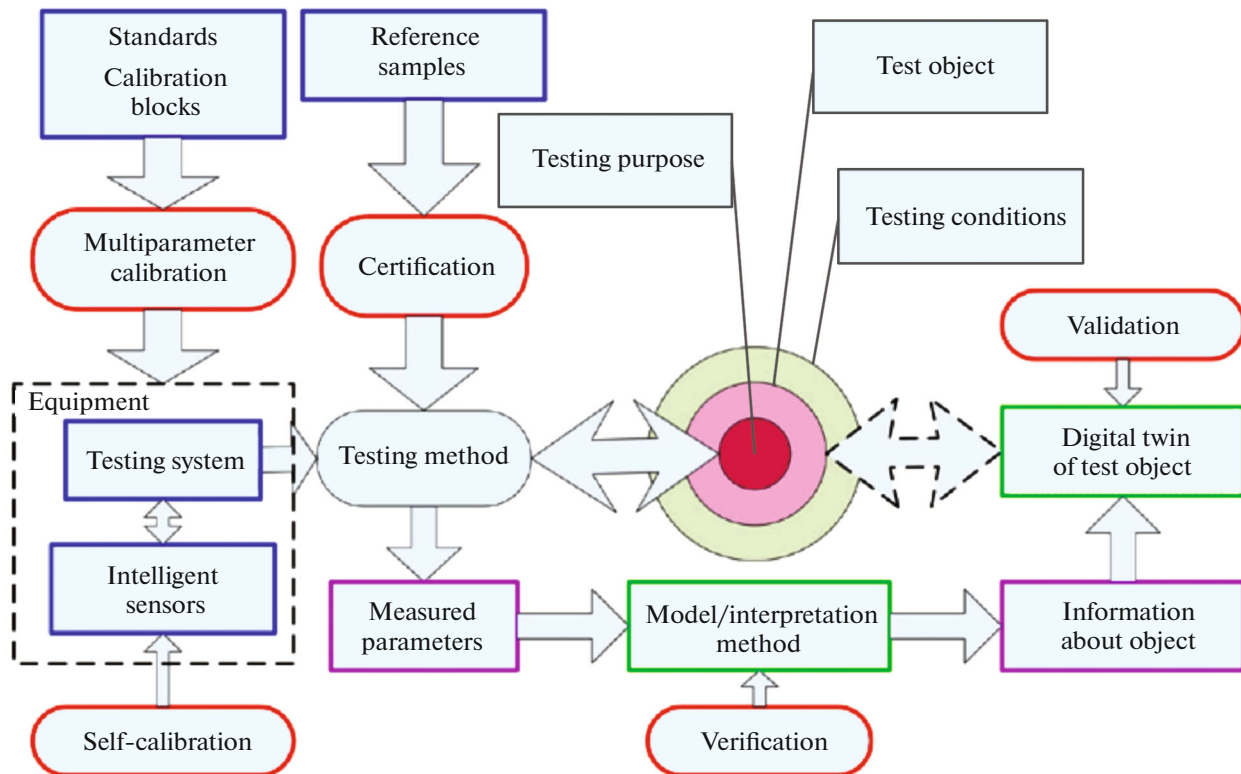 Standards
Calibration
blocks
Reference
samples
Test object
Testing purpose
Testing conditions
Multiparameter
calibration
Certification
Validation
Equipment
Testing system
Testing method
Digital twin
of test object
Intelligent
sensors
Measured
parameters
Model/interpretation
method
Information
about object
Self-calibration
Verification